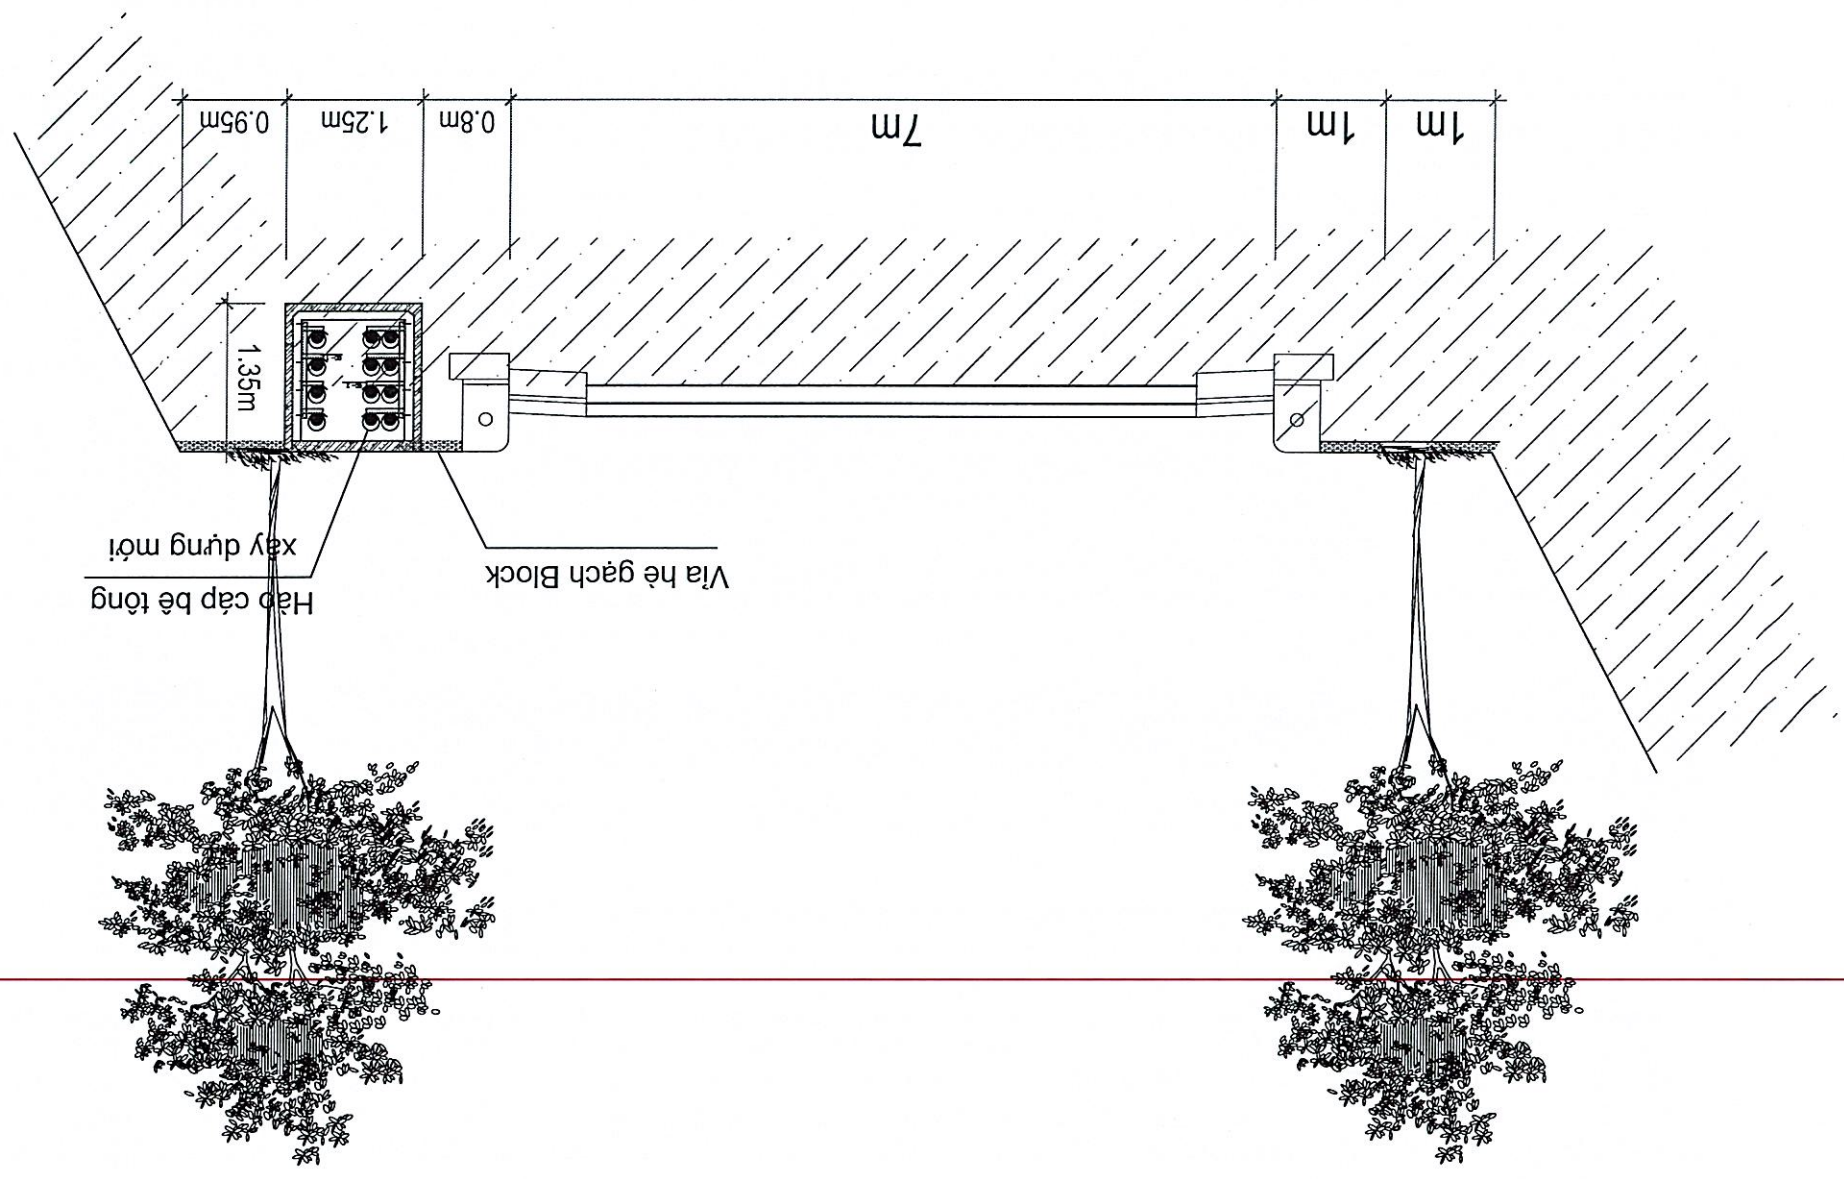 Vỉa hè gạch Block
Hào cáp bê tông
xây dựng mới
1.35m
1m
1m
7m
0.8m
1.25m
0.95m